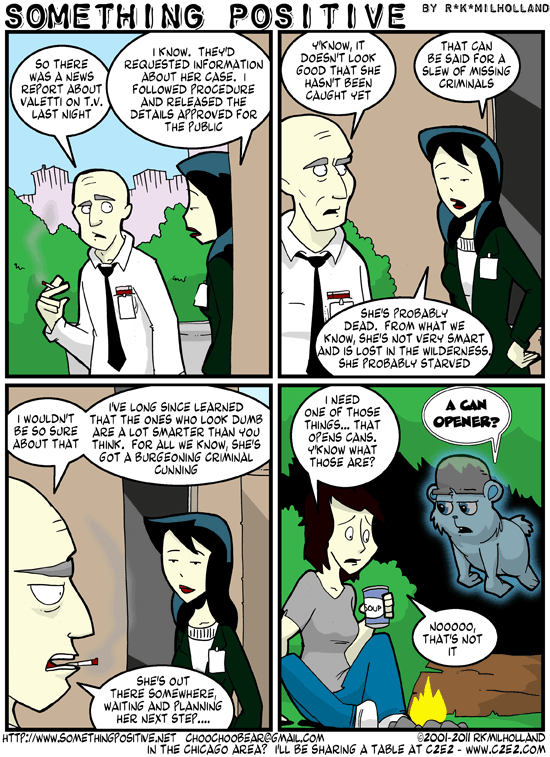 SOMETHING POSITIVE
BY R*K*MILHOLLAND
SO THERE
WAS A NEWS
REPORT ABOUT
VALETTI ON T.V.
LAST NIGHT
I KNOW. THEY'D
REQUESTED INFORMATION
ABOUT HER CASE. I
FOLLOWED PROCEDURE
AND RELEASED THE
DETAILS APPROVED FOR
THE PUBLIC
Y'KNOW, IT
DOESN'T LOOK
GOOD THAT SHE
HASN'T BEEN
CAUGHT YET
THAT CAN
BE SAID FOR A
SLEW OF MISSING
CRIMINALS
SHE'S PROBABLY
DEAD. FROM WHAT WE
KNOW, SHE'S NOT VERY SMART
AND IS LOST IN THE WILDERNESS.
SHE PROBABLY STARVED
I WOULDN'T
BE SO SURE
ABOUT THAT
I'VE LONG SINCE LEARNED
THAT THE ONES WHO LOOK DUMB
ARE A LOT SMARTER THAN YOU
THINK. FOR ALL WE KNOW, SHE'S
GOT A BURGEONING CRIMINAL
CUNNING
SHE'S OUT
THERE SOMEWHERE,
WAITING AND PLANNING
HER NEXT STEP....
I NEED
ONE OF THOSE
THINGS... THAT
OPENS CANS.
Y'KNOW WHAT
THOSE ARE?
A CAN
OPENER?
SOUP
NOOOOO,
THAT'S NOT
IT
HTTP://WWW.SOMETHINGPOSITIVE.NET CHOOCHOOBEAR@GMAIL.COM
©2001-2011 RKMILHOLLAND
IN THE CHICAGO AREA? I'LL BE SHARING A TABLE AT C2E2 - WWW.C2E2.COM